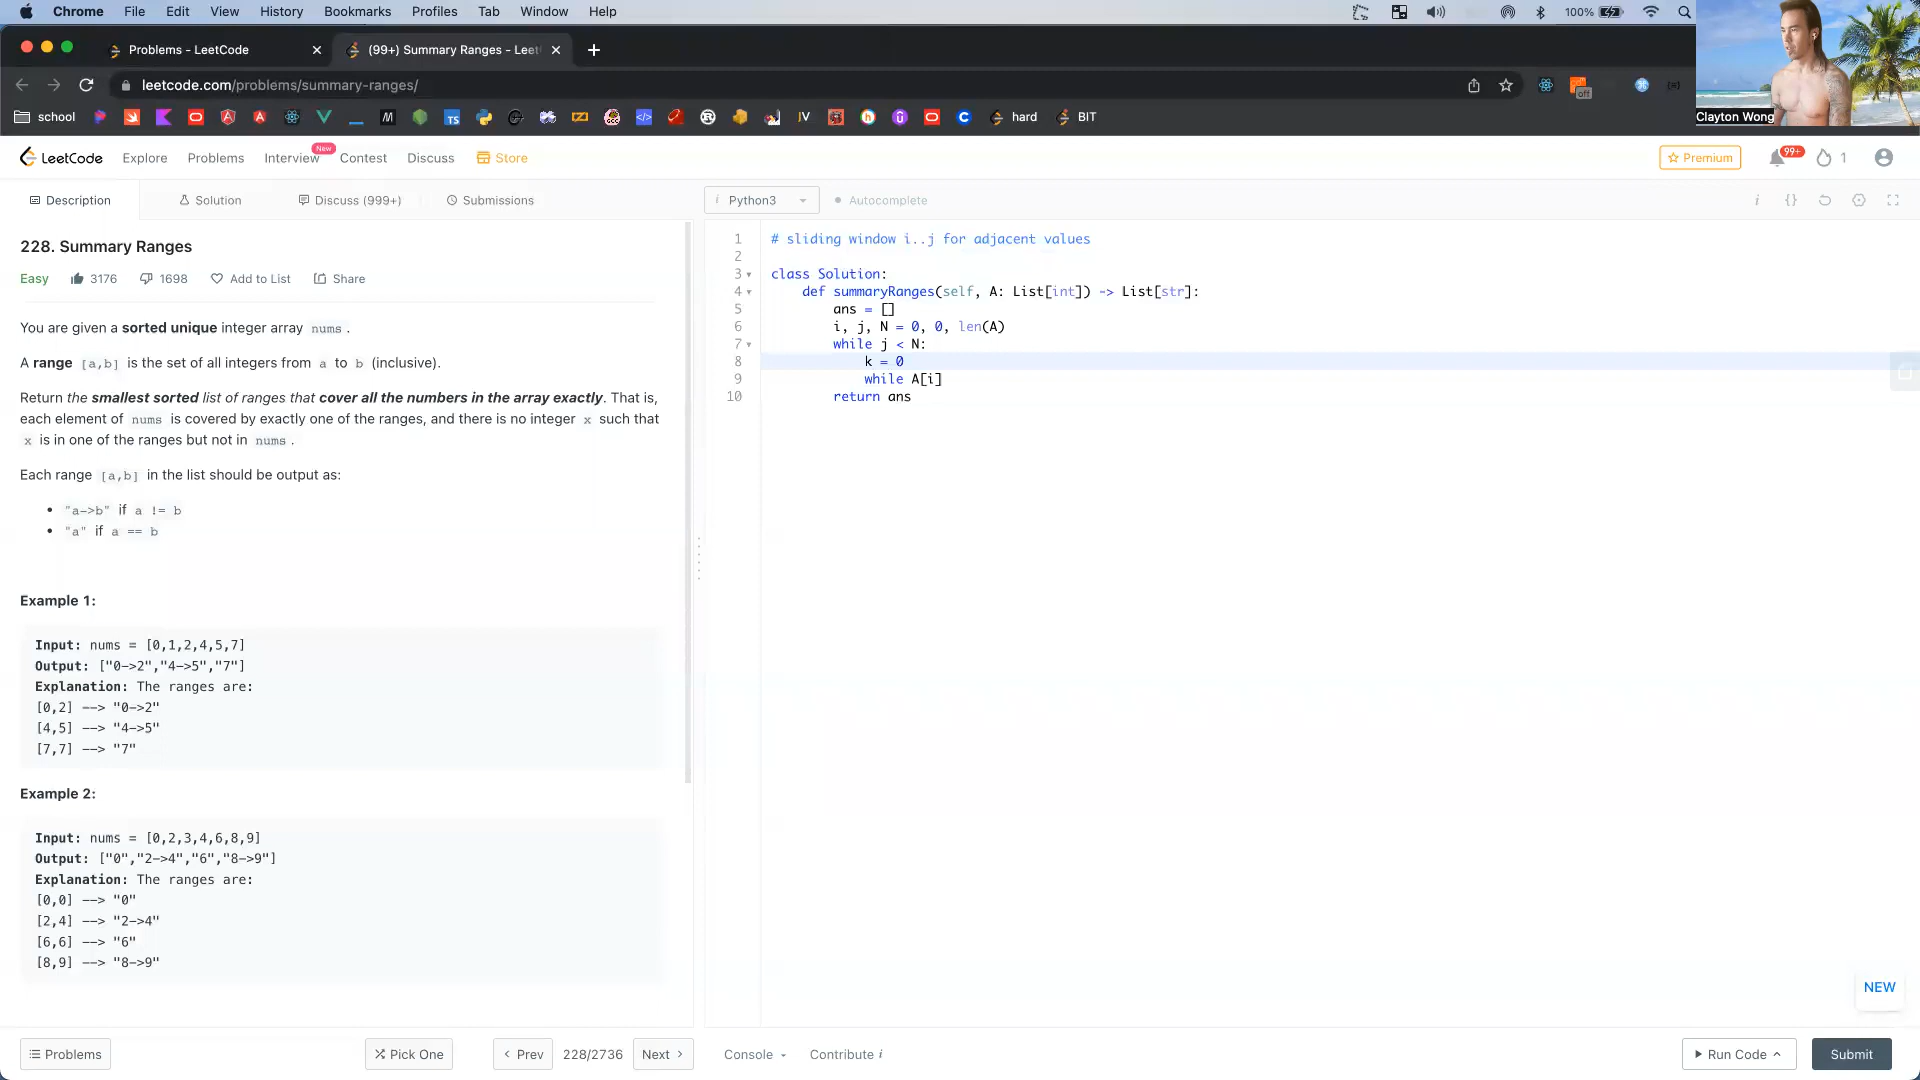 Chrome File Edit View History Bookmarks Profiles Tab Window Help 100%
Problems - LeetCode (99+) Summary Ranges - Leet
leetcode.com/problems/summary-ranges/
off
Clayton Wong
school TS JV hard BIT
LeetCode Explore Problems Interview New Contest Discuss Store Premium 99+ 1
Description Solution Discuss (999+) Submissions
i Python3 Autocomplete
228. Summary Ranges
Easy 3176 1698 Add to List Share
You are given a sorted unique integer array nums .
A range [a,b] is the set of all integers from a to b (inclusive).
Return the smallest sorted list of ranges that cover all the numbers in the array exactly. That is,
each element of nums is covered by exactly one of the ranges, and there is no integer x such that
x is in one of the ranges but not in nums .
Each range [a,b] in the list should be output as:
• "a->b" if a != b
• "a" if a == b
Example 1:
Input: nums = [0,1,2,4,5,7]
Output: ["0->2","4->5","7"]
Explanation: The ranges are:
[0,2] --> "0->2"
[4,5] --> "4->5"
[7,7] --> "7"
Example 2:
Input: nums = [0,2,3,4,6,8,9]
Output: ["0","2->4","6","8->9"]
Explanation: The ranges are:
[0,0] --> "0"
[2,4] --> "2->4"
[6,6] --> "6"
[8,9] --> "8->9"
1 # sliding window i..j for adjacent values
2
3 class Solution:
4 def summaryRanges(self, A: List[int]) -> List[str]:
5 ans = []
6 i, j, N = 0, 0, len(A)
7 while j < N:
8 k = 0
9 while A[i]
10 return ans
NEW
Problems Pick One < Prev 228/2736 Next > Console Contribute i Run Code Submit